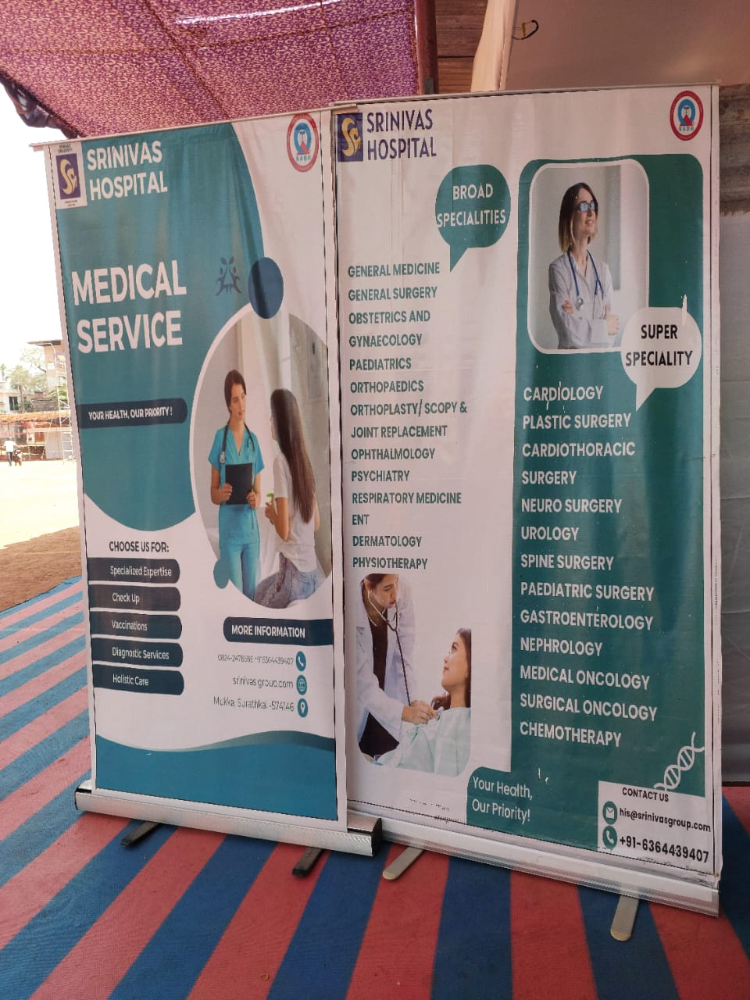 SRINIVAS
HOSPITAL
NABH
MEDICAL
SERVICE
YOUR HEALTH, OUR PRIORITY !
CHOOSE US FOR:
Specialized Expertise
Check Up
Vaccinations
Diagnostic Services
Holistic Care
MORE INFORMATION
+916364439407
srinivasgroup.com
Mukka, Surathkal -574146
SRINIVAS
HOSPITAL
NABH
BROAD
SPECIALITIES
GENERAL MEDICINE
GENERAL SURGERY
OBSTETRICS AND
GYNAECOLOGY
PAEDIATRICS
ORTHOPAEDICS
ORTHOPLASTY/ SCOPY &
JOINT REPLACEMENT
OPHTHALMOLOGY
PSYCHIATRY
RESPIRATORY MEDICINE
ENT
DERMATOLOGY
PHYSIOTHERAPY
SUPER
SPECIALITY
CARDIOLOGY
PLASTIC SURGERY
CARDIOTHORACIC
SURGERY
NEURO SURGERY
UROLOGY
SPINE SURGERY
PAEDIATRIC SURGERY
GASTROENTEROLOGY
NEPHROLOGY
MEDICAL ONCOLOGY
SURGICAL ONCOLOGY
CHEMOTHERAPY
Your Health,
Our Priority!
CONTACT US
his@srinivasgroup.com
+91-6364439407